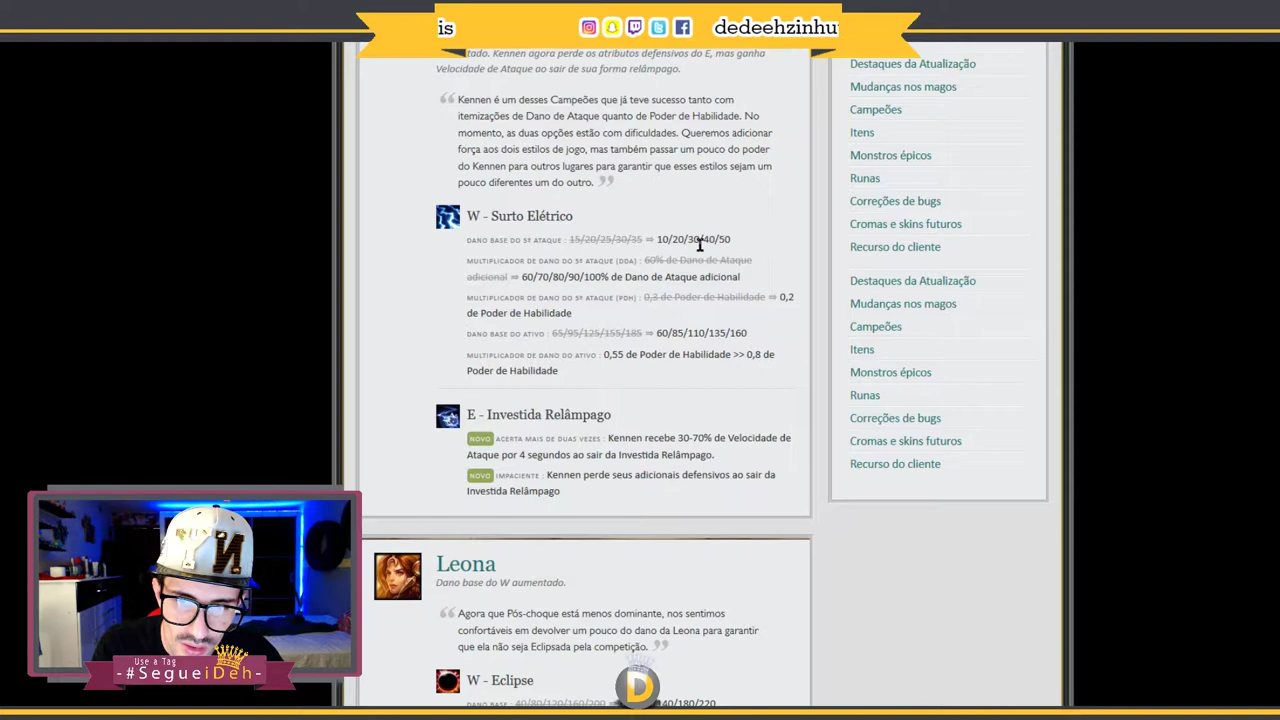 is
dedeehzinhu
tado. Kennen agora perde os atributos defensivos do E, mas ganha
Velocidade de Ataque ao sair de sua forma relâmpago.
Kennen é um desses Campeões que já teve sucesso tanto com
itemizações de Dano de Ataque quanto de Poder de Habilidade. No
momento, as duas opções estão com dificuldades. Queremos adicionar
força aos dois estilos de jogo, mas também passar um pouco do poder
do Kennen para outros lugares para garantir que esses estilos sejam um
pouco diferentes um do outro.
W - Surto Elétrico
DANO BASE DO 5º ATAQUE : 15/20/25/30/35 ⇒ 10/20/30/40/50
MULTIPLICADOR DE DANO DO 5º ATAQUE (DDA) : 60% de Dano de Ataque
adicional ⇒ 60/70/80/90/100% de Dano de Ataque adicional
MULTIPLICADOR DE DANO DO 5º ATAQUE (PDH) : 0,3 de Poder de Habilidade ⇒ 0,2
de Poder de Habilidade
DANO BASE DO ATIVO : 65/95/125/155/185 ⇒ 60/85/110/135/160
MULTIPLICADOR DE DANO DO ATIVO : 0,55 de Poder de Habilidade >> 0,8 de
Poder de Habilidade
E - Investida Relâmpago
NOVO ACERTA MAIS DE DUAS VEZES : Kennen recebe 30-70% de Velocidade de
Ataque por 4 segundos ao sair da Investida Relâmpago.
NOVO IMPACIENTE : Kennen perde seus adicionais defensivos ao sair da
Investida Relâmpago
Leona
Dano base do W aumentado.
Agora que Pós-choque está menos dominante, nos sentimos
confortáveis em devolver um pouco do dano da Leona para garantir
que ela não seja Eclipsada pela competição.
W - Eclipse
DANO BASE : 40/80/120/160/200 40/180/220
Destaques da Atualização
Mudanças nos magos
Campeões
Itens
Monstros épicos
Runas
Correções de bugs
Cromas e skins futuros
Recurso do cliente
Destaques da Atualização
Mudanças nos magos
Campeões
Itens
Monstros épicos
Runas
Correções de bugs
Cromas e skins futuros
Recurso do cliente
Use a Tag
-#SegueiDeh-
D